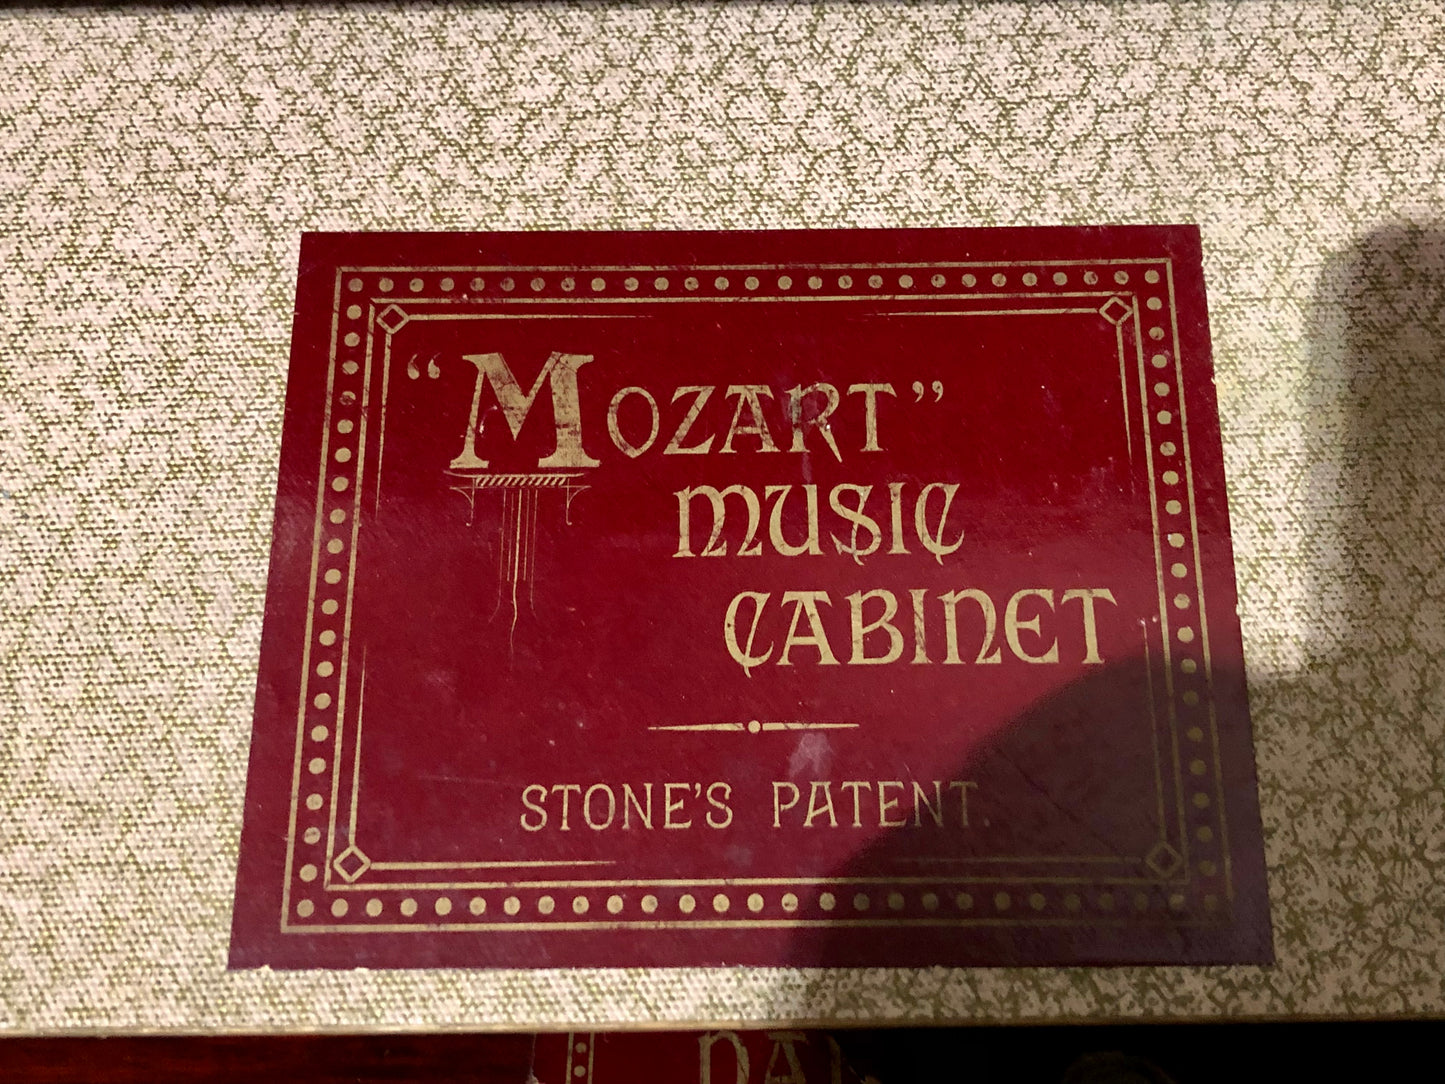 “MOZART”
MUSIC
CABINET
STONE'S PATENT.